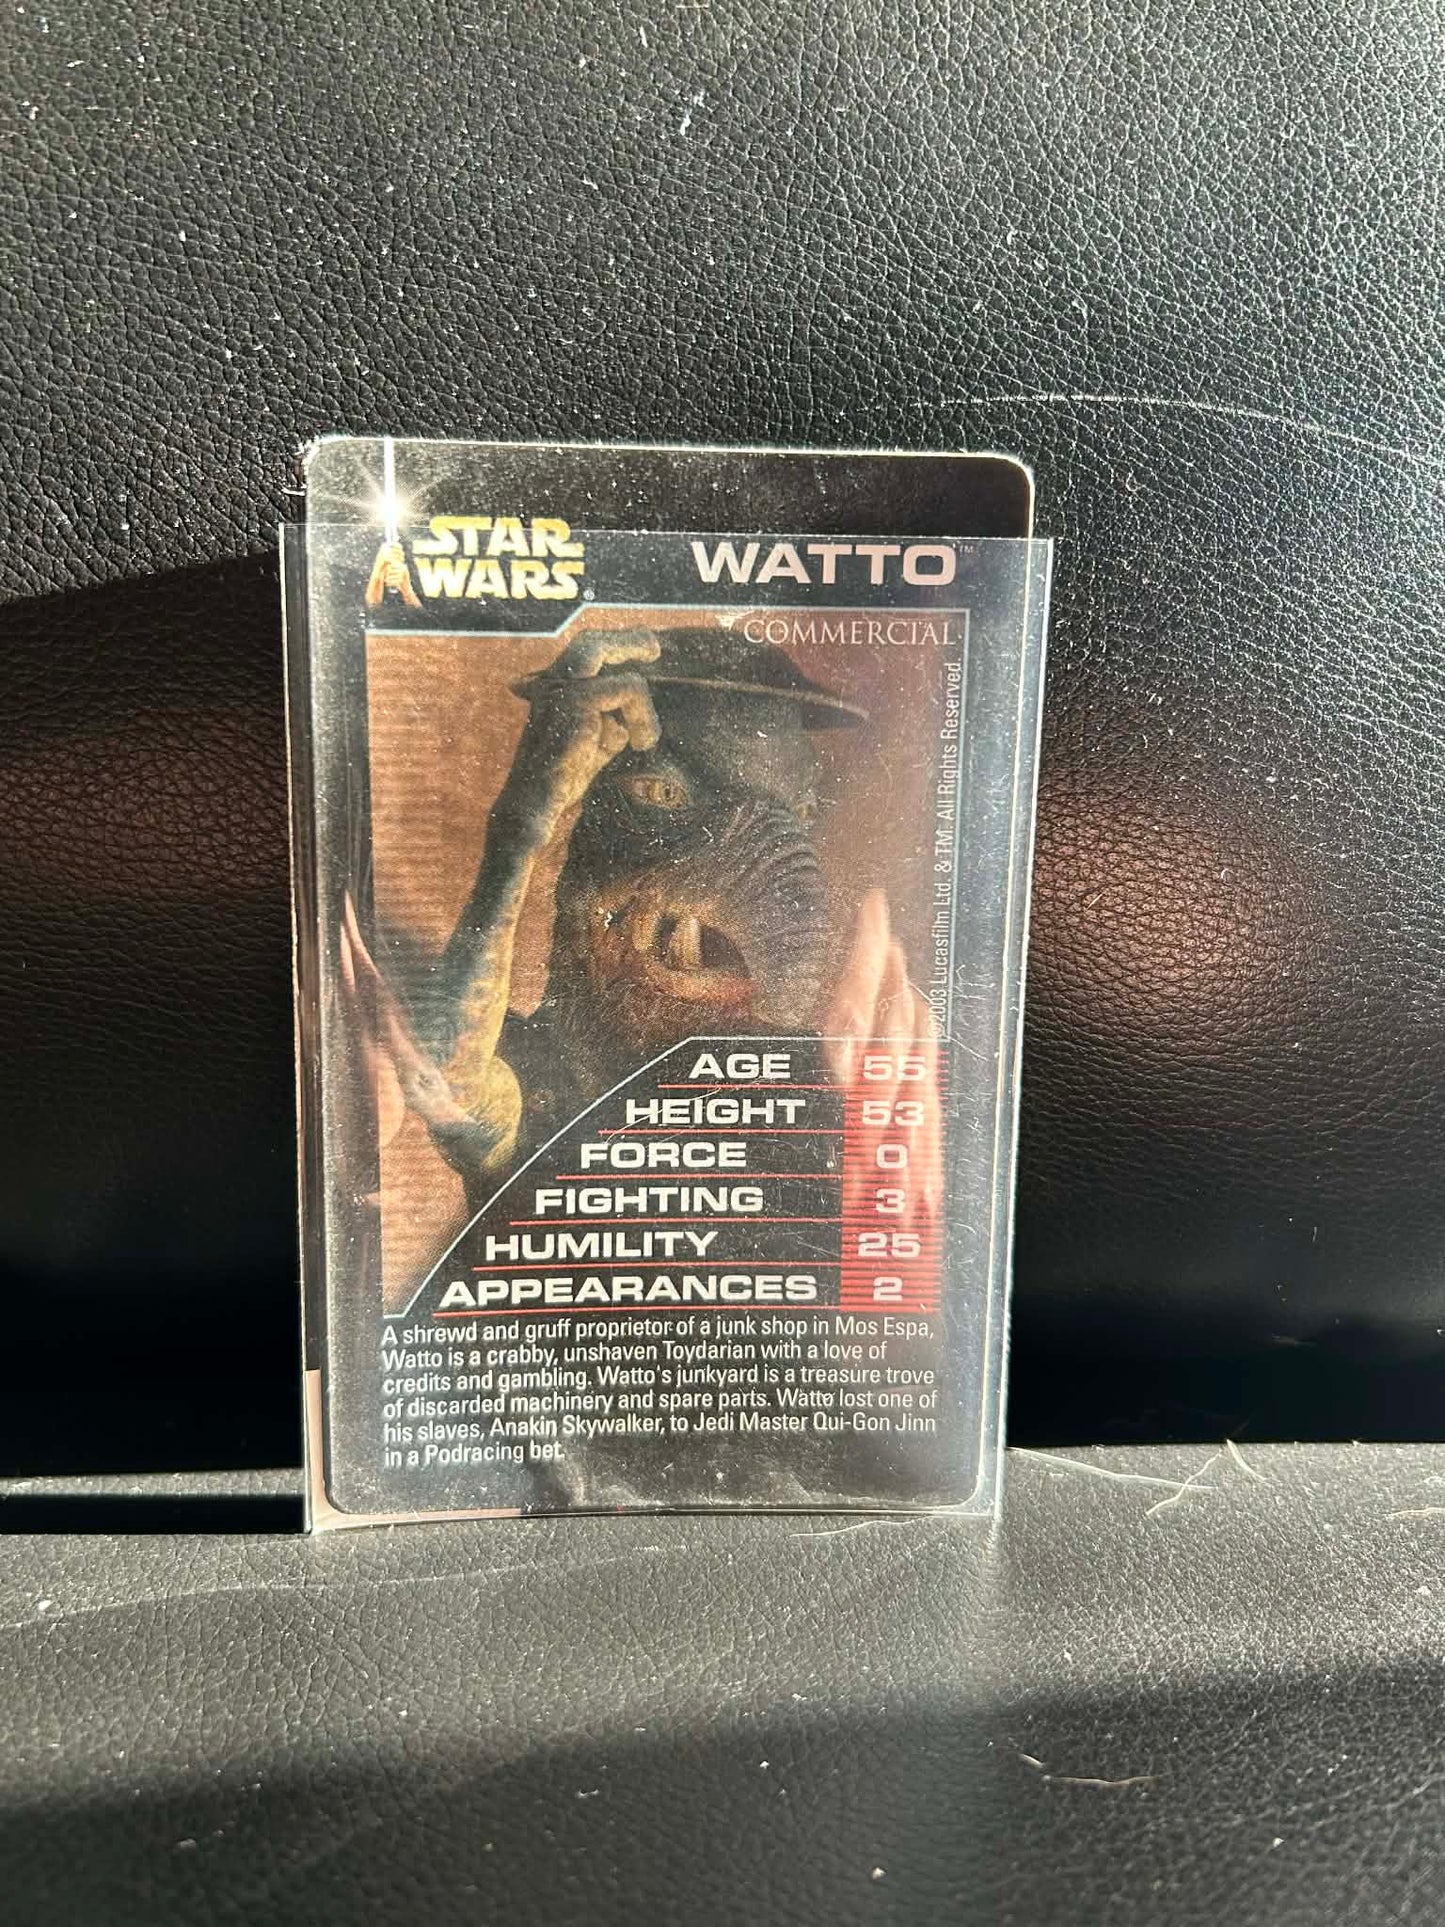 STAR
WARS®
WATTO™
COMMERCIAL
©2003 Lucasfilm Ltd. & TM. All Rights Reserved.
AGE 55
HEIGHT 53
FORCE 0
FIGHTING 3
HUMILITY 25
APPEARANCES 2
A shrewd and gruff proprietor of a junk shop in Mos Espa,
Watto is a crabby, unshaven Toydarian with a love of
credits and gambling. Watto's junkyard is a treasure trove
of discarded machinery and spare parts. Watto lost one of
his slaves, Anakin Skywalker, to Jedi Master Qui-Gon Jinn
in a Podracing bet.